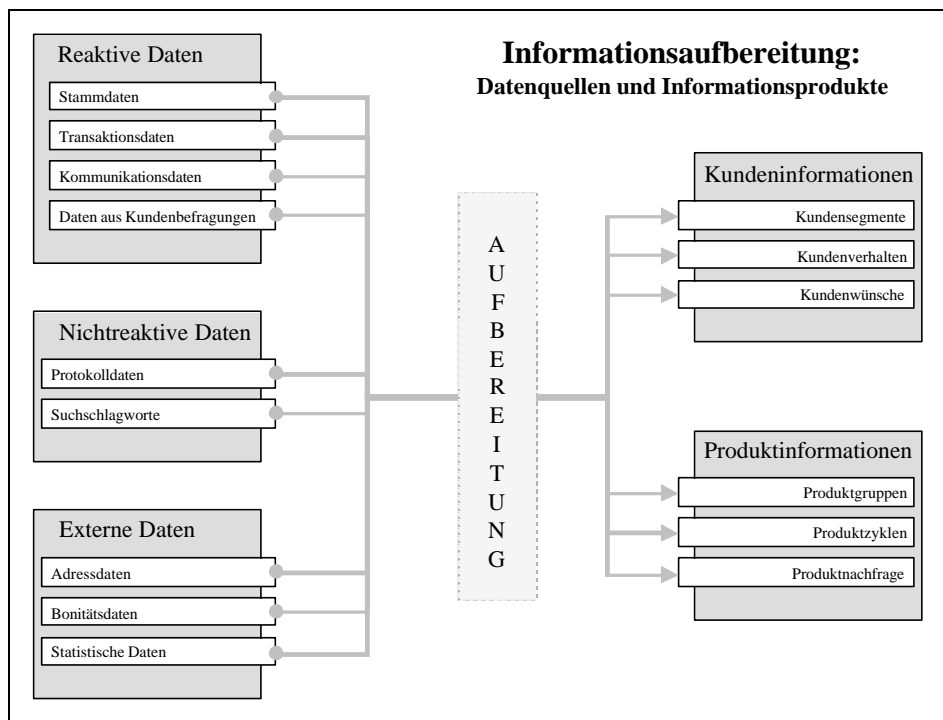 Informationsaufbereitung:
Datenquellen und Informationsprodukte
Reaktive Daten
Stammdaten
Transaktionsdaten
Kommunikationsdaten
Daten aus Kundenbefragungen
Nichtreaktive Daten
Protokolldaten
Suchschlagworte
Externe Daten
Adressdaten
Bonitätsdaten
Statistische Daten
A
U
F
B
E
R
E
I
T
U
N
G
Kundeninformationen
Kundensegmente
Kundenverhalten
Kundenwünsche
Produktinformationen
Produktgruppen
Produktzyklen
Produktnachfrage